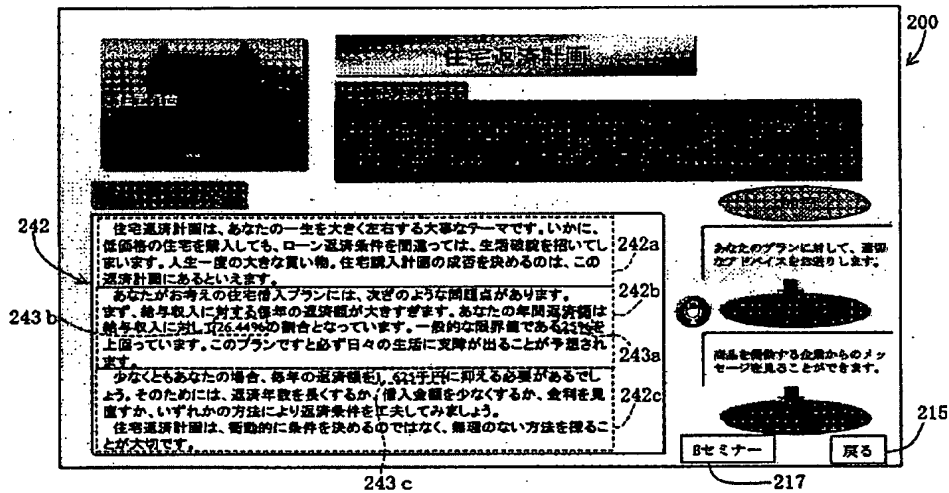 200
住宅返済計画
242
住宅返済計画は、あなたの一生を大きく左右する大事なテーマです。いかに、
低価格の住宅を購入しても、ローン返済条件を間違っては、生活破綻を招いてし
まいます。人生一度の大きな買い物。住宅購入計画の成否を決めるのは、この
返済計画にあるといえます。
242a
あなたがお考えの住宅借入プランには、次ぎのような問題点があります。
まず、給与収入に対する毎年の返済額が大きすぎます。あなたの年間返済額は
給与収入に対して26.44%の割合となっています。一般的な限界値である25%を
上回っています。このプランですと必ず日々の生活に支障が出ることが予想され
ます。
242b
243b
243a
少なくともあなたの場合、毎年の返済額を1,621千円に抑える必要があるでし
ょう。そのためには、返済年数を長くするか、借入金額を少なくするか、金利を見
直すか、いずれかの方法により返済条件を工夫してみましょう。
住宅返済計画は、衝動的に条件を決めるのではなく、無理のない方法を探るこ
とが大切です。
242c
243c
あなたのプランに対して、適切
なアドバイスをお送りします。
商品を提供する企業からのメッ
セージを見ることができます。
Bセミナー
戻る
215
217